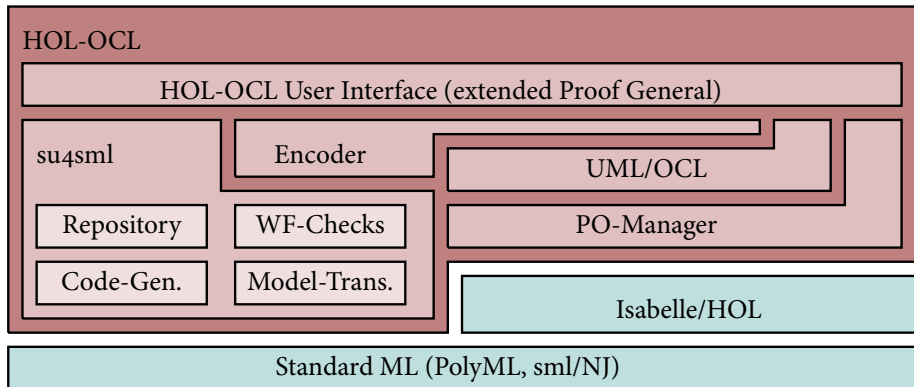 HOL-OCL
HOL-OCL User Interface (extended Proof General)
su4sml
Encoder
UML/OCL
Repository
WF-Checks
PO-Manager
Code-Gen.
Model-Trans.
Isabelle/HOL
Standard ML (PolyML, sml/NJ)